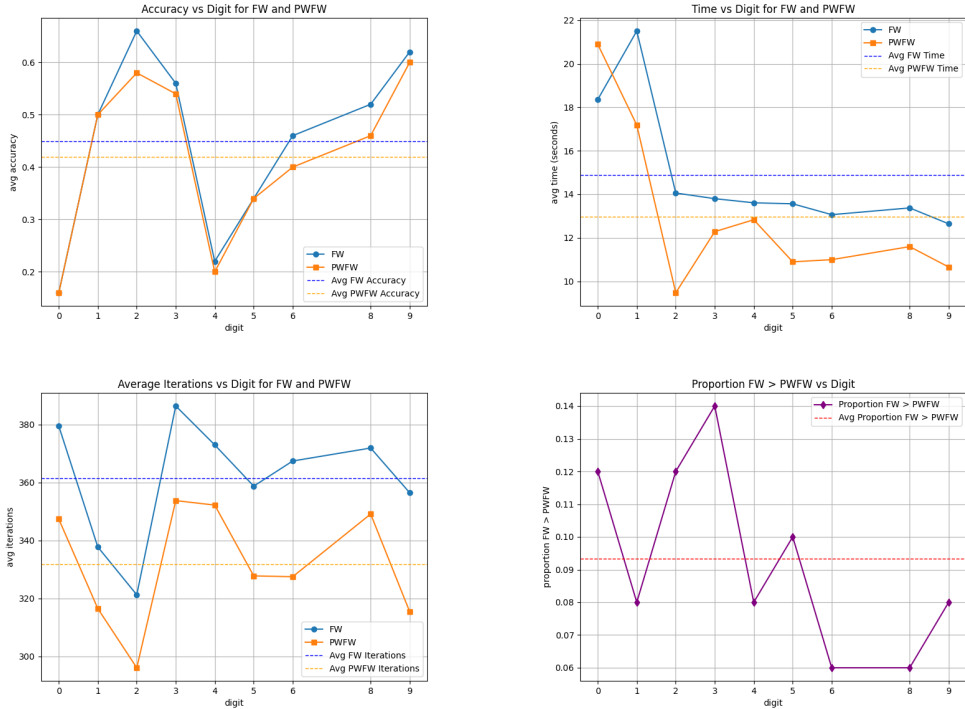 Accuracy vs Digit for FW and PWFW
avg accuracy
0.6
0.5
0.4
0.3
0.2
FW
PWFW
Avg FW Accuracy
Avg PWFW Accuracy
0 1 2 3 4 5 6 8 9
digit
Time vs Digit for FW and PWFW
avg time (seconds)
22
20
18
16
14
12
10
FW
PWFW
Avg FW Time
Avg PWFW Time
0 1 2 3 4 5 6 8 9
digit
Average Iterations vs Digit for FW and PWFW
avg iterations
380
360
340
320
300
FW
PWFW
Avg FW Iterations
Avg PWFW Iterations
0 1 2 3 4 5 6 8 9
digit
Proportion FW > PWFW vs Digit
proportion FW > PWFW
0.14
0.13
0.12
0.11
0.10
0.09
0.08
0.07
0.06
Proportion FW > PWFW
Avg Proportion FW > PWFW
0 1 2 3 4 5 6 8 9
digit